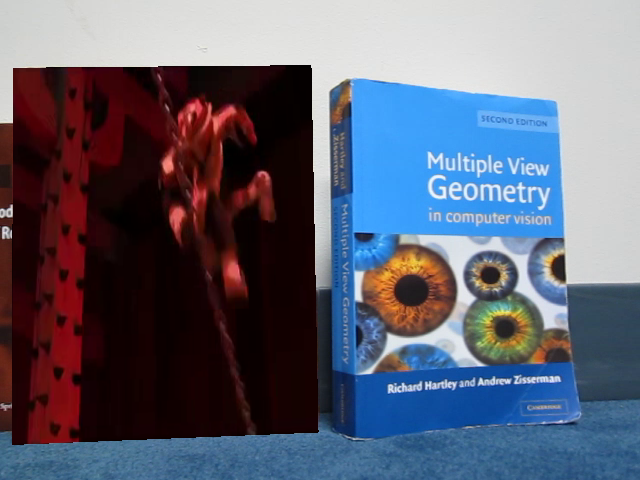 SECOND EDITION
Multiple View
Geometry
in computer vision
Richard Hartley and Andrew Zisserman
CAMBRIDGE
Hartley and
Zisserman
Multiple View Geometry